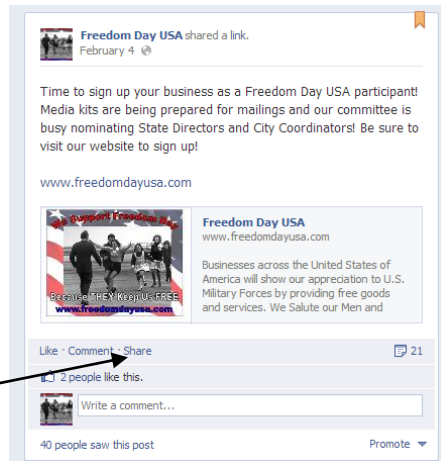 Freedom Day USA shared a link.
February 4
Time to sign up your business as a Freedom Day USA participant!
Media kits are being prepared for mailings and our committee is
busy nominating State Directors and City Coordinators! Be sure to
visit our website to sign up!
www.freedomdayusa.com
We Support Freedom Day
Because THEY Keep Us FREE
www.freedomdayusa.com
Freedom Day USA
www.freedomdayusa.com
Businesses across the United States of
America will show our appreciation to U.S.
Military Forces by providing free goods
and services. We Salute our Men and
Like · Comment · Share 21
2 people like this.
Write a comment...
40 people saw this post Promote